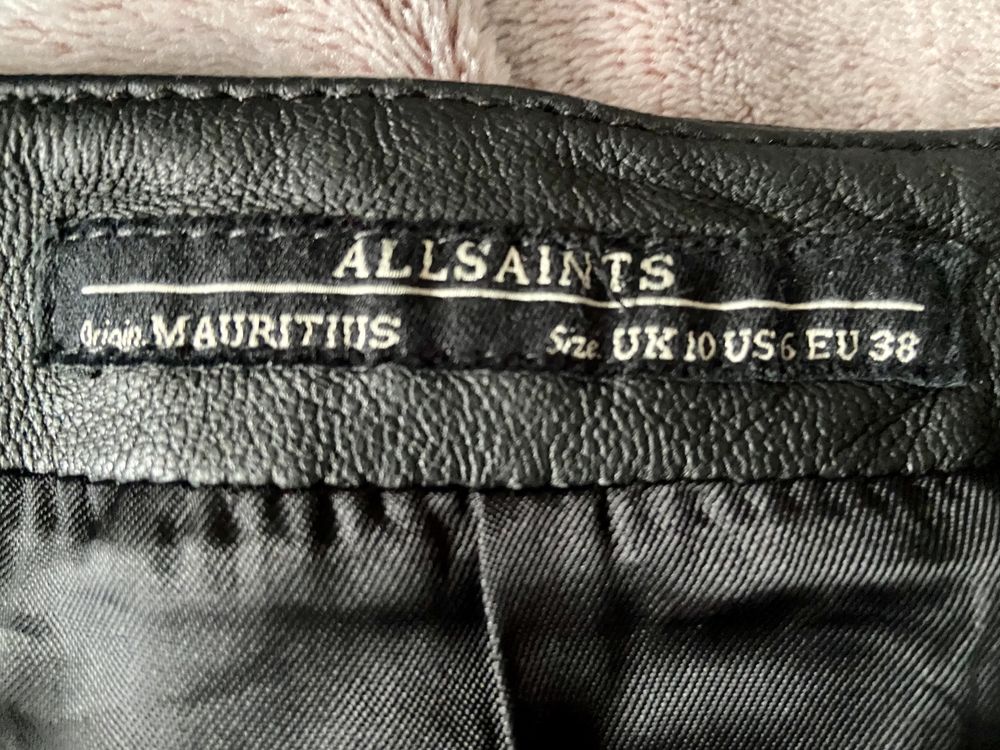 ALLSAINTS
Origin. MAURITIUS Size. UK 10 US 6 EU 38